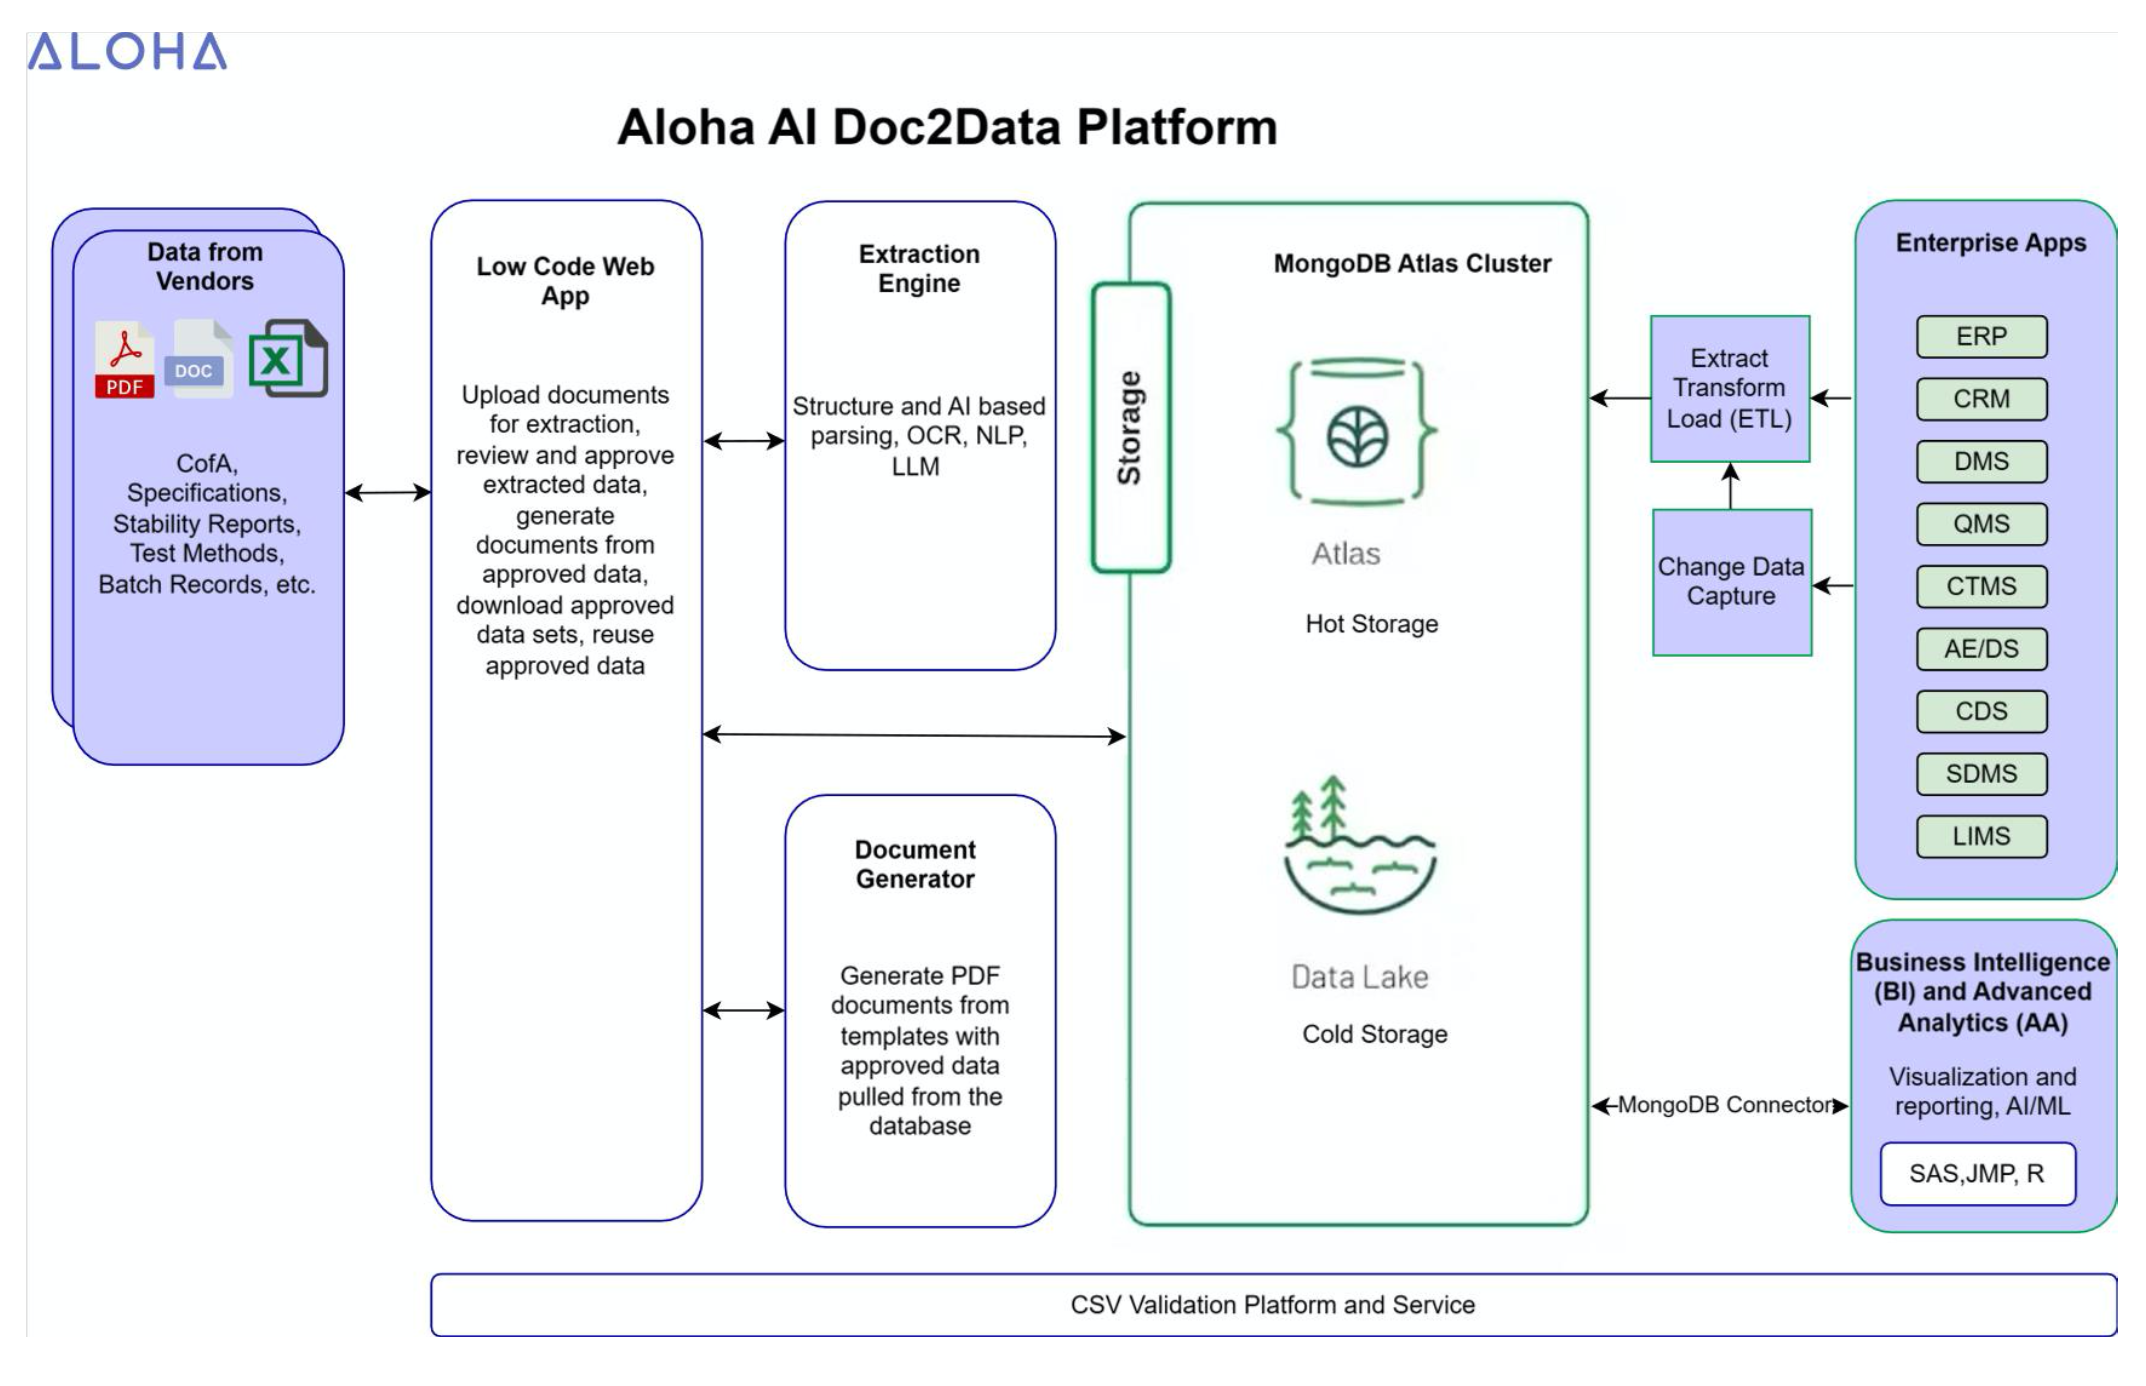 ALOHA
Aloha AI Doc2Data Platform
Data from
Vendors
PDF
DOC
X
CofA,
Specifications,
Stability Reports,
Test Methods,
Batch Records, etc.
Low Code Web
App
Upload documents
for extraction,
review and approve
extracted data,
generate
documents from
approved data,
download approved
data sets, reuse
approved data
Extraction
Engine
Structure and AI based
parsing, OCR, NLP,
LLM
Document
Generator
Generate PDF
documents from
templates with
approved data
pulled from the
database
Storage
MongoDB Atlas Cluster
Atlas
Hot Storage
Data Lake
Cold Storage
Extract
Transform
Load (ETL)
Change Data
Capture
MongoDB Connector
Enterprise Apps
ERP
CRM
DMS
QMS
CTMS
AE/DS
CDS
SDMS
LIMS
Business Intelligence
(BI) and Advanced
Analytics (AA)
Visualization and
reporting, AI/ML
SAS,JMP, R
CSV Validation Platform and Service